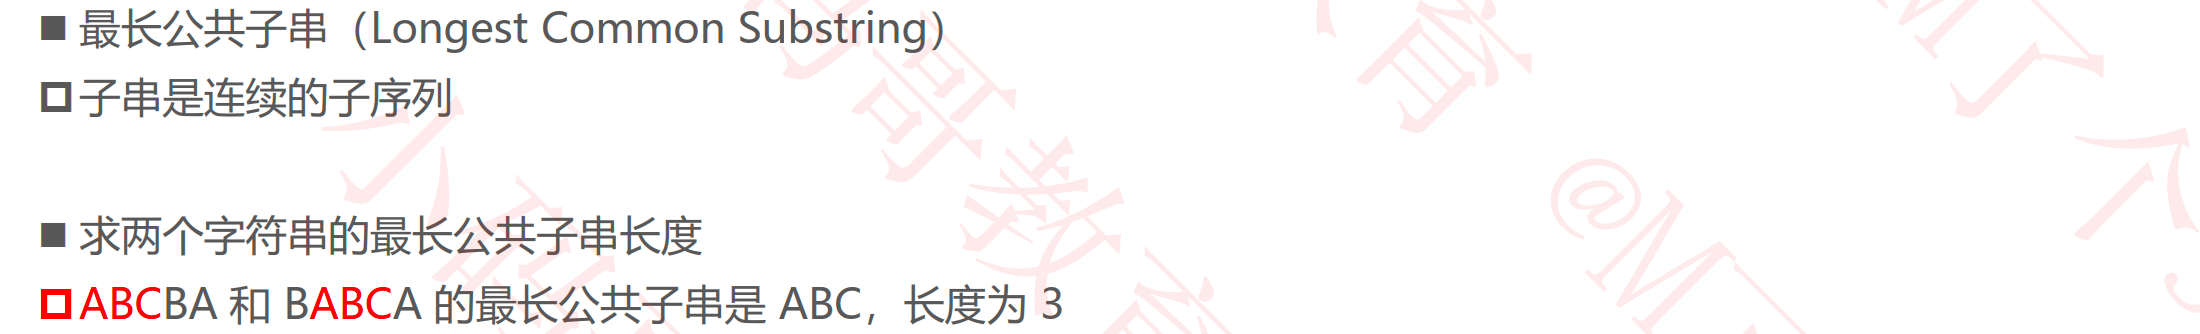 ■ 最长公共子串（Longest Common Substring）
□ 子串是连续的子序列
■ 求两个字符串的最长公共子串长度
□ ABCBA 和 BABCA 的最长公共子串是 ABC，长度为 3